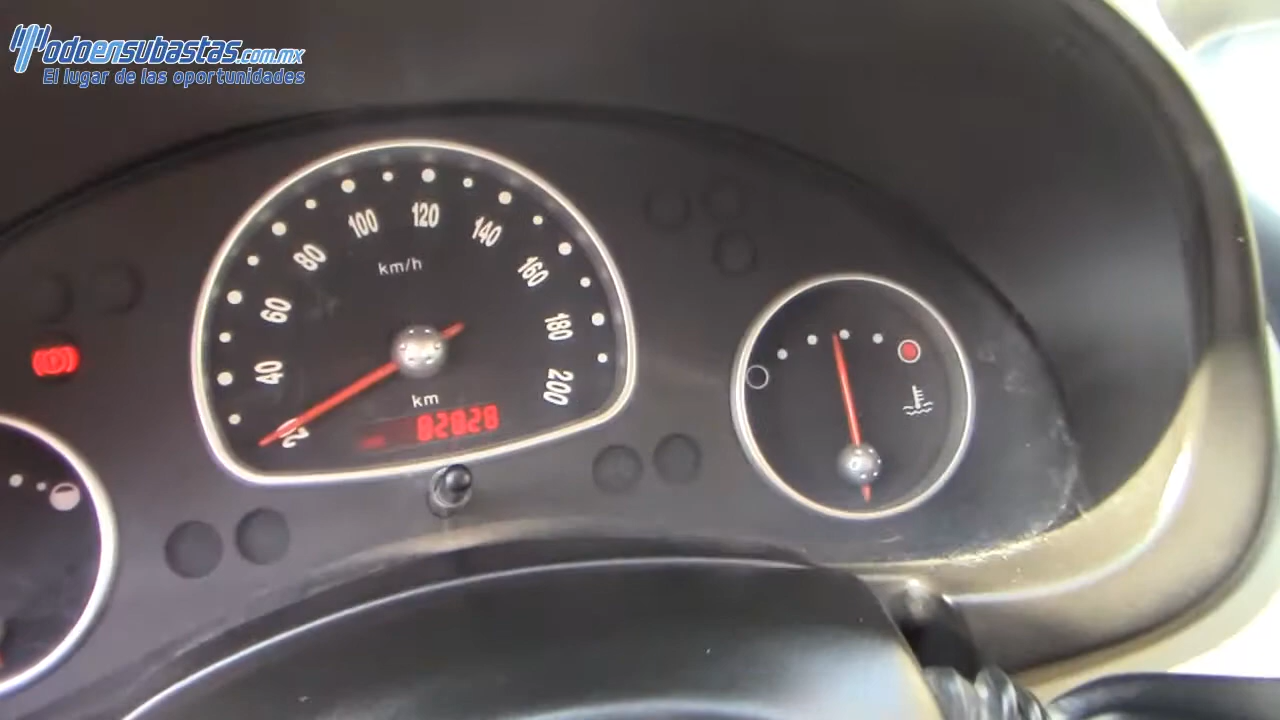 Todoensubastas.com.mx
El lugar de las oportunidades
20 40 60 80 100 120 140 160 180 200
km/h
km
82828